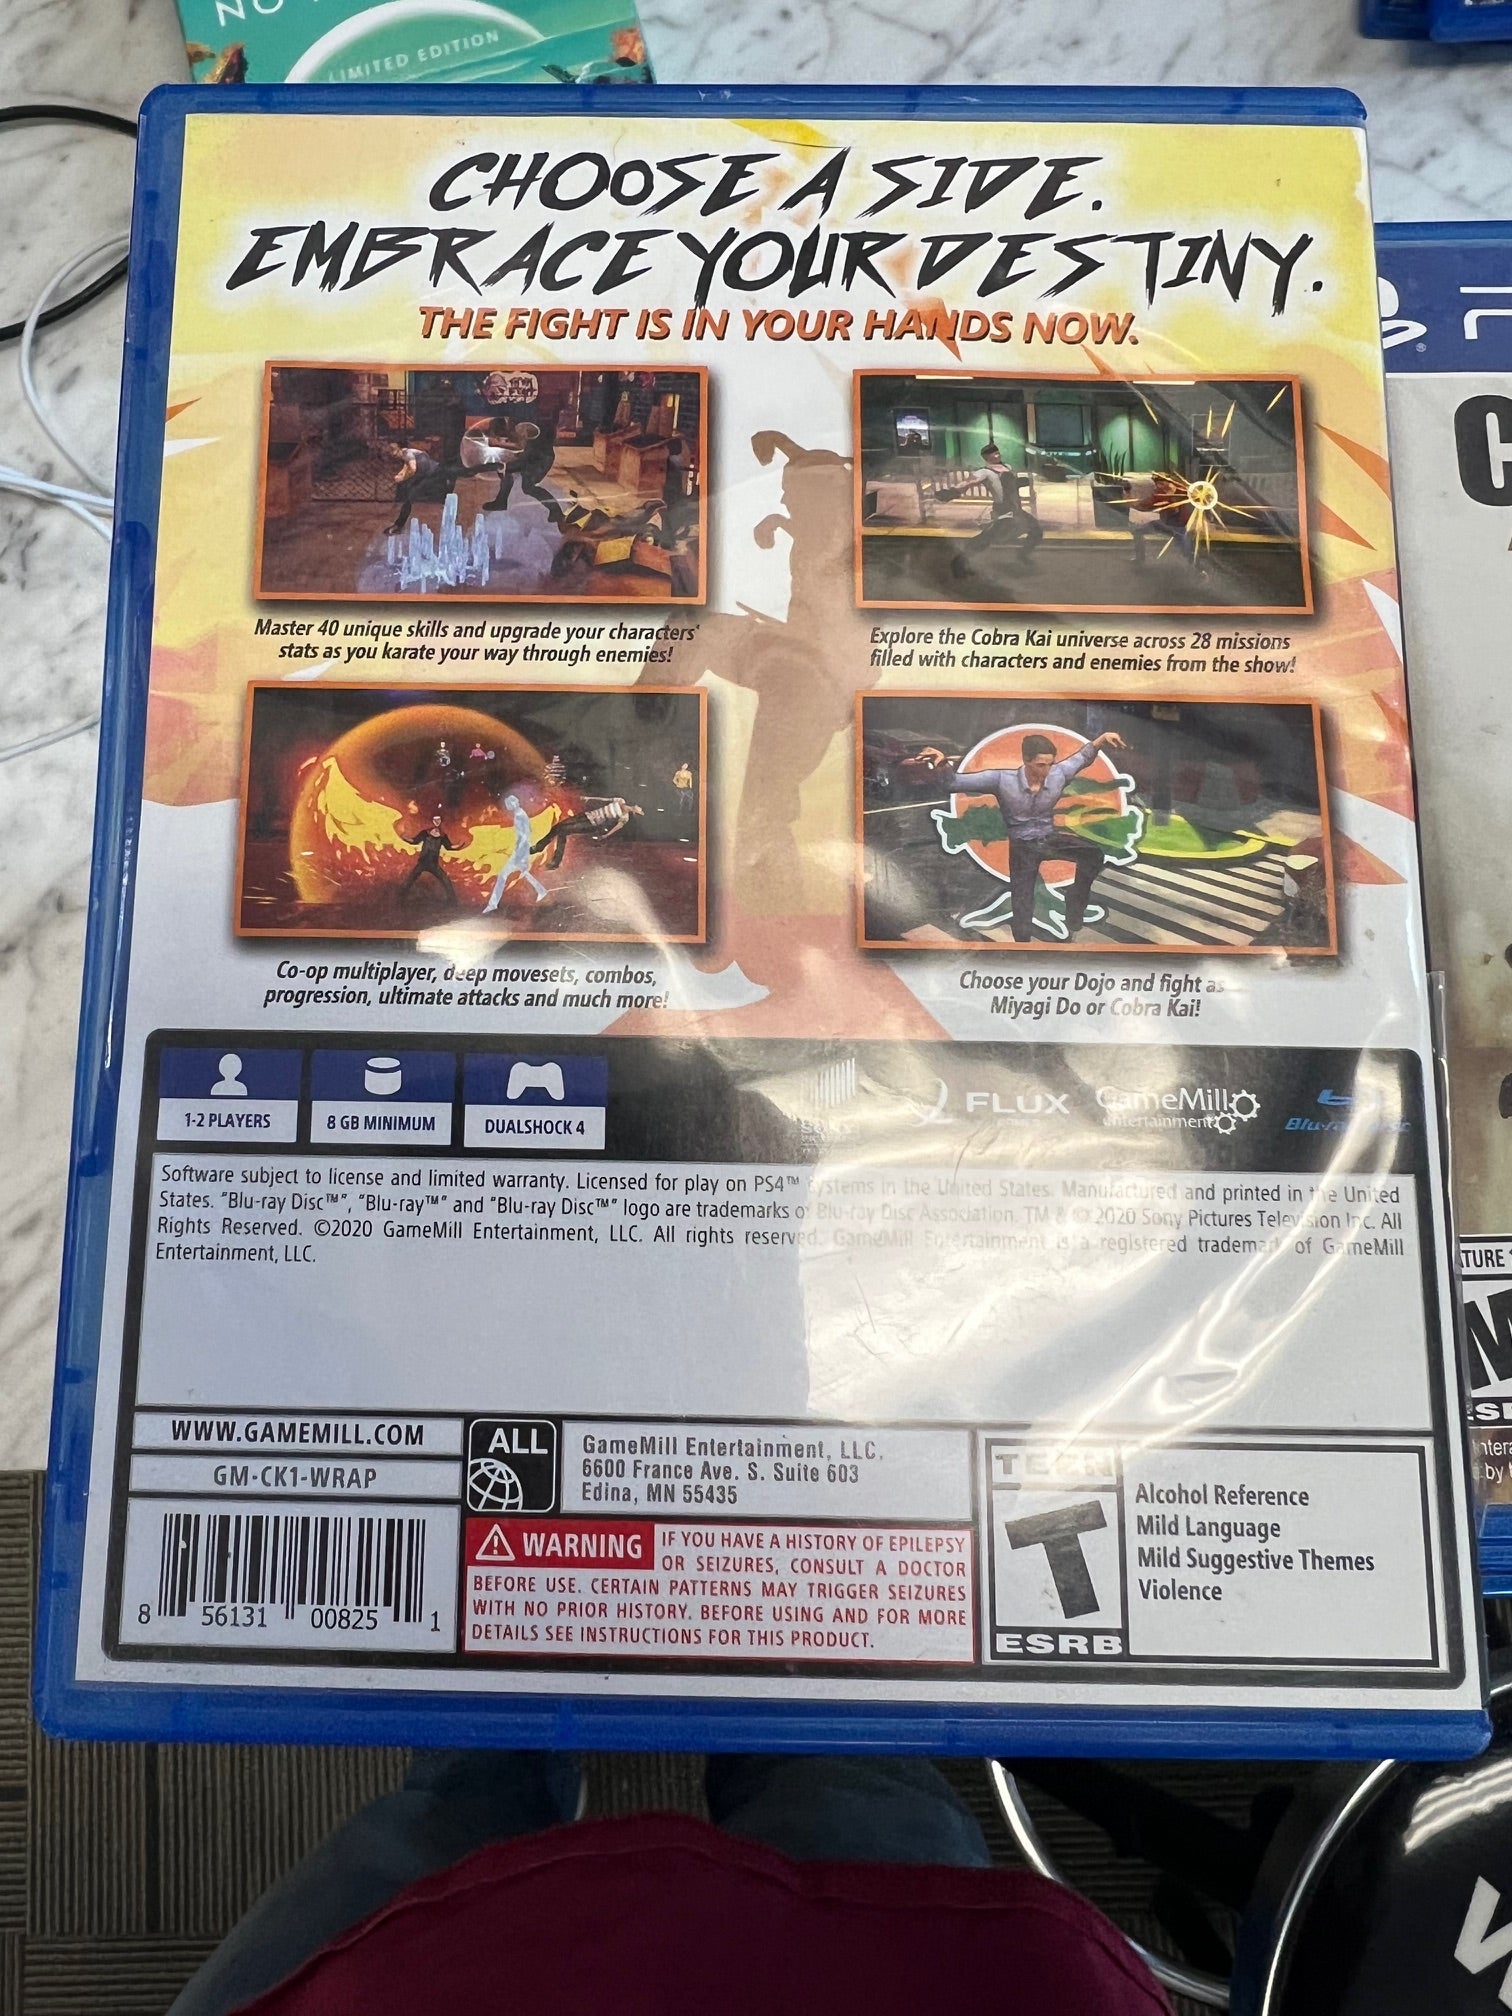 NO
LIMITED EDITION
CHOOSE A SIDE.
EMBRACE YOUR DESTINY.
THE FIGHT IS IN YOUR HANDS NOW.
Master 40 unique skills and upgrade your characters'
stats as you karate your way through enemies!
Explore the Cobra Kai universe across 28 missions
filled with characters and enemies from the show!
Co-op multiplayer, deep movesets, combos,
progression, ultimate attacks and much more!
Choose your Dojo and fight as
Miyagi Do or Cobra Kai!
1-2 PLAYERS
8 GB MINIMUM
DUALSHOCK 4
FLUX
GameMill
entertainment
Blu-ray Disc
Software subject to license and limited warranty. Licensed for play on PS4™ systems in the United States. Manufactured and printed in the United
States. "Blu-ray Disc™", "Blu-ray™" and "Blu-ray Disc™" logo are trademarks of Blu-ray Disc Association. TM & © 2020 Sony Pictures Television Inc. All
Rights Reserved. ©2020 GameMill Entertainment, LLC. All rights reserved. GameMill Entertainment is a registered trademark of GameMill
Entertainment, LLC.
WWW.GAMEMILL.COM
GM-CK1-WRAP
8 56131 00825 1
ALL
GameMill Entertainment, LLC.
6600 France Ave. S. Suite 603
Edina, MN 55435
WARNING IF YOU HAVE A HISTORY OF EPILEPSY
OR SEIZURES, CONSULT A DOCTOR
BEFORE USE. CERTAIN PATTERNS MAY TRIGGER SEIZURES
WITH NO PRIOR HISTORY. BEFORE USING AND FOR MORE
DETAILS SEE INSTRUCTIONS FOR THIS PRODUCT.
TEEN
T
ESRB
Alcohol Reference
Mild Language
Mild Suggestive Themes
Violence
C
M
by